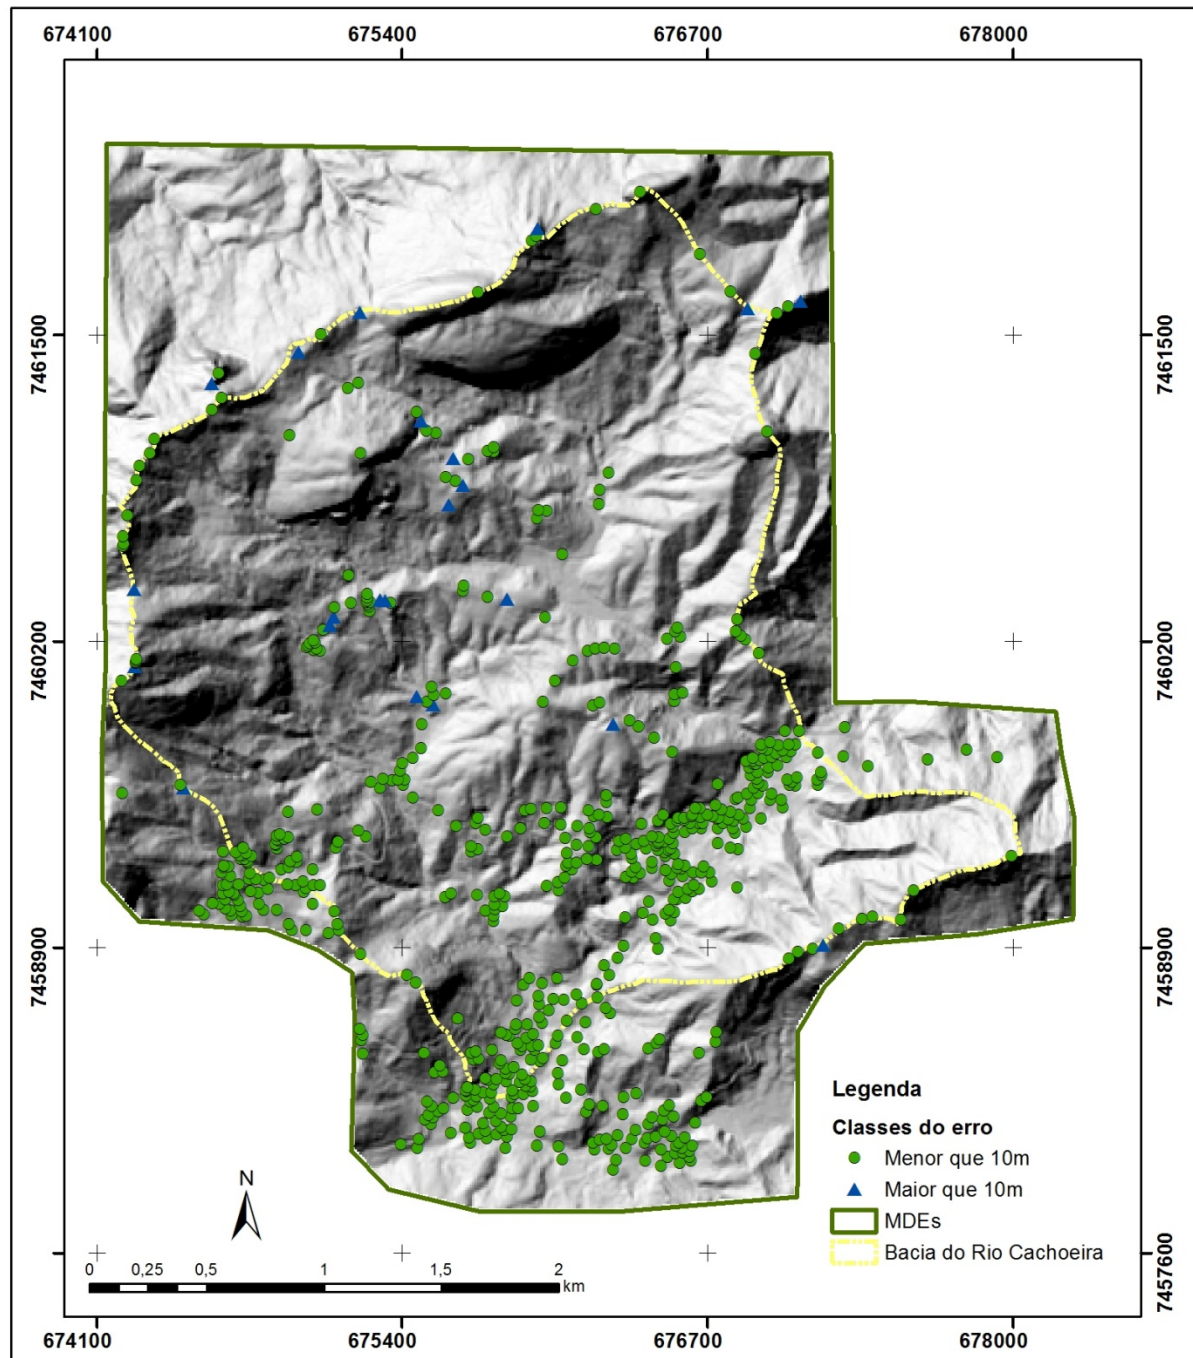 674100 675400 676700 678000
7461500 7461500
7460200 7460200
7458900 7458900
Legenda
Classes do erro
Menor que 10m
Maior que 10m
MDEs
Bacia do Rio Cachoeira
N
7457600
0 0,25 0,5 1 1,5 2
km
674100 675400 676700 678000